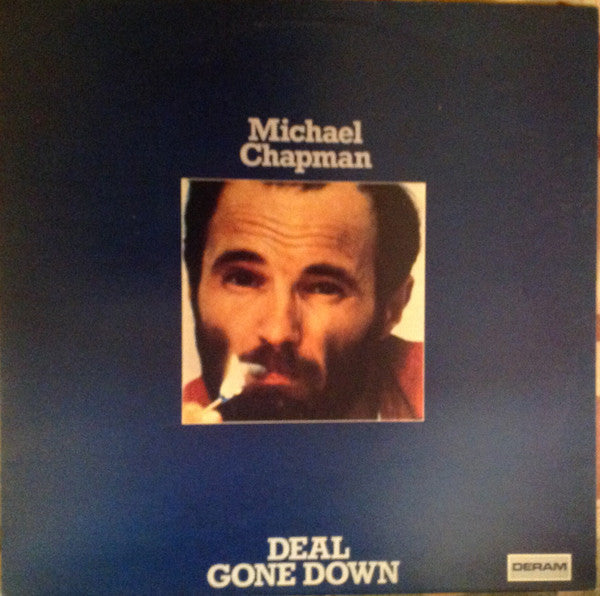 Michael
Chapman
DEAL
GONE DOWN
DERAM